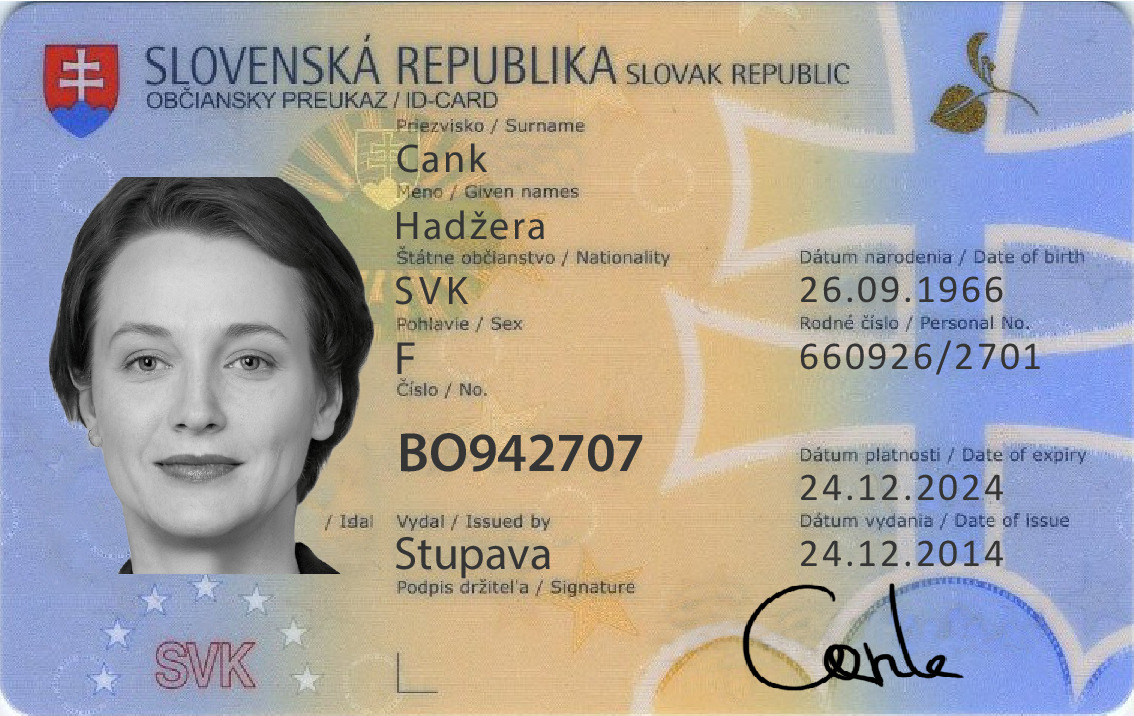 SLOVENSKÁ REPUBLIKA SLOVAK REPUBLIC
OBČIANSKY PREUKAZ / ID-CARD
Priezvisko / Surname
Cank
Meno / Given names
Hadžera
Štátne občianstvo / Nationality
SVK
Dátum narodenia / Date of birth
26.09.1966
Pohlavie / Sex
F
Rodné číslo / Personal No.
660926/2701
Číslo / No.
BO942707
Dátum platnosti / Date of expiry
24.12.2024
/ Isdal Vydal / Issued by
Stupava
Dátum vydania / Date of issue
24.12.2014
Podpis držiteľa / Signature
SVK